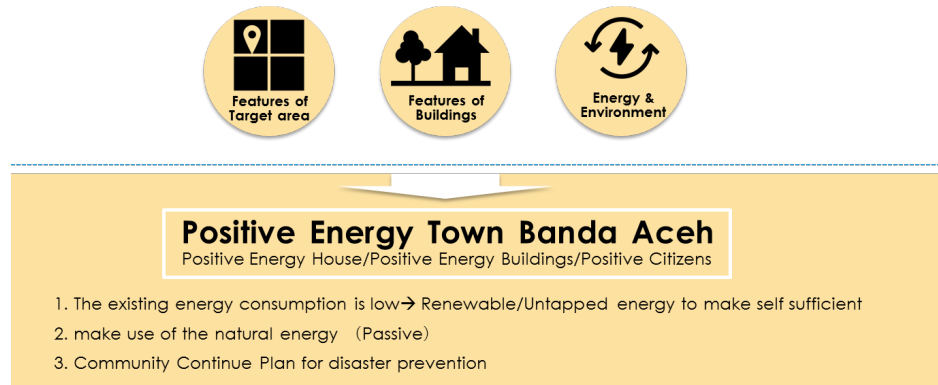 Features of
Target area
Features of
Buildings
Energy &
Environment
Positive Energy Town Banda Aceh
Positive Energy House/Positive Energy Buildings/Positive Citizens
1. The existing energy consumption is low→ Renewable/Untapped energy to make self sufficient
2. make use of the natural energy （Passive）
3. Community Continue Plan for disaster prevention